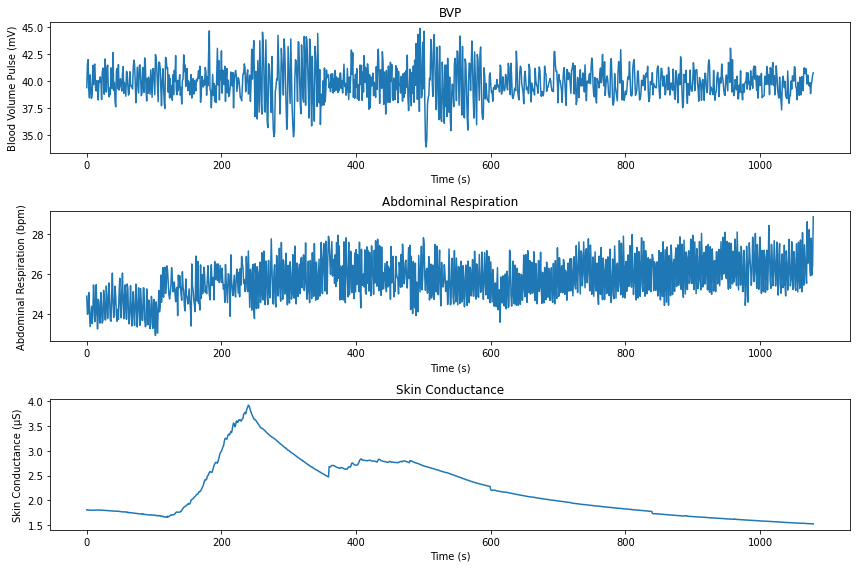 BVP
Blood Volume Pulse (mV)
45.0
42.5
40.0
37.5
35.0
0 200 400 600 800 1000
Time (s)
Abdominal Respiration
Abdominal Respiration (bpm)
28
26
24
0 200 400 600 800 1000
Time (s)
Skin Conductance
Skin Conductance (μS)
4.0
3.5
3.0
2.5
2.0
1.5
0 200 400 600 800 1000
Time (s)